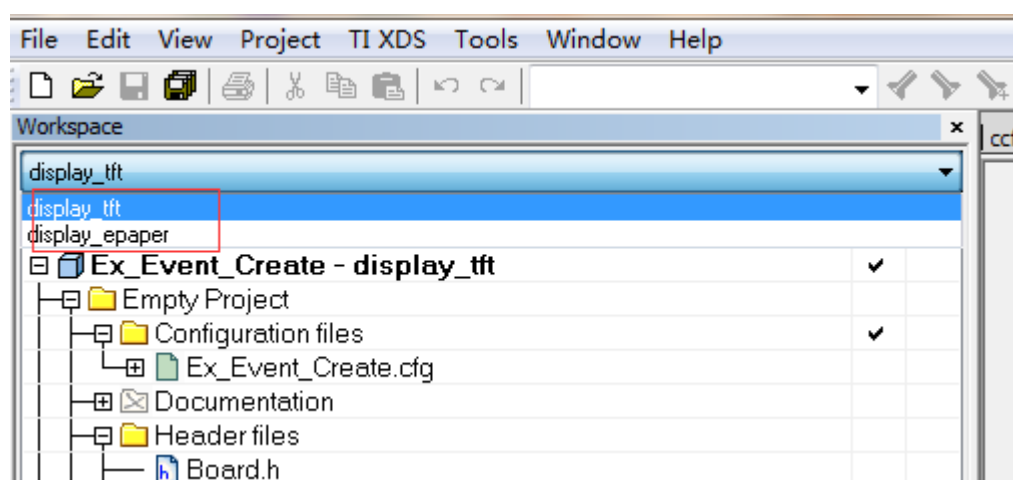 File Edit View Project TI XDS Tools Window Help
Workspace
display_tft
display_tft
display_epaper
Ex_Event_Create - display_tft
Empty Project
Configuration files
Ex_Event_Create.cfg
Documentation
Header files
Board.h